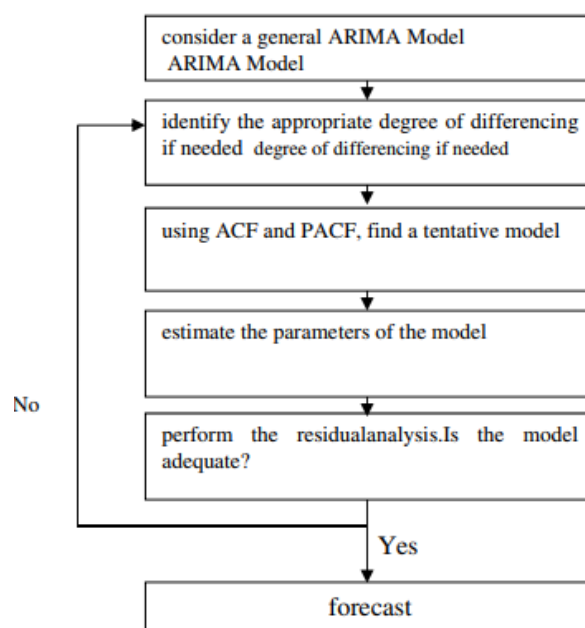 consider a general ARIMA Model
ARIMA Model
identify the appropriate degree of differencing
if needed degree of differencing if needed
using ACF and PACF, find a tentative model
estimate the parameters of the model
No
perform the residualanalysis.Is the model
adequate?
Yes
forecast